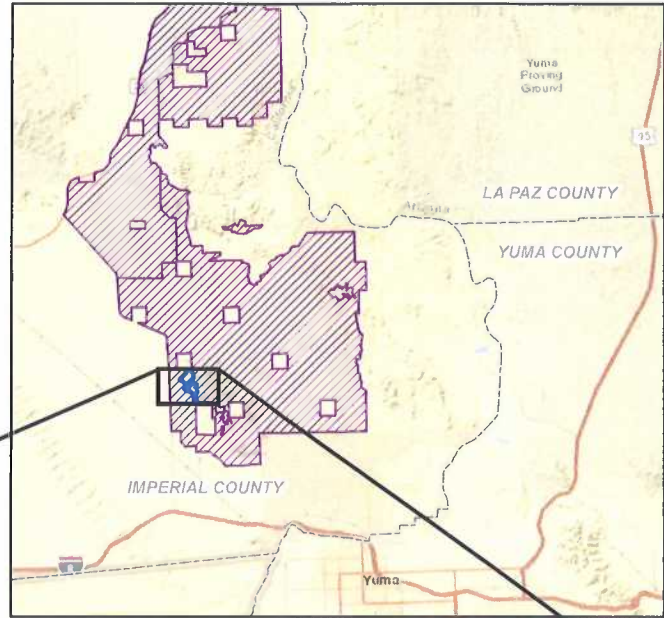 Yuma
Proving
Ground
95
LA PAZ COUNTY
Arizona
YUMA COUNTY
IMPERIAL COUNTY
8
Yuma